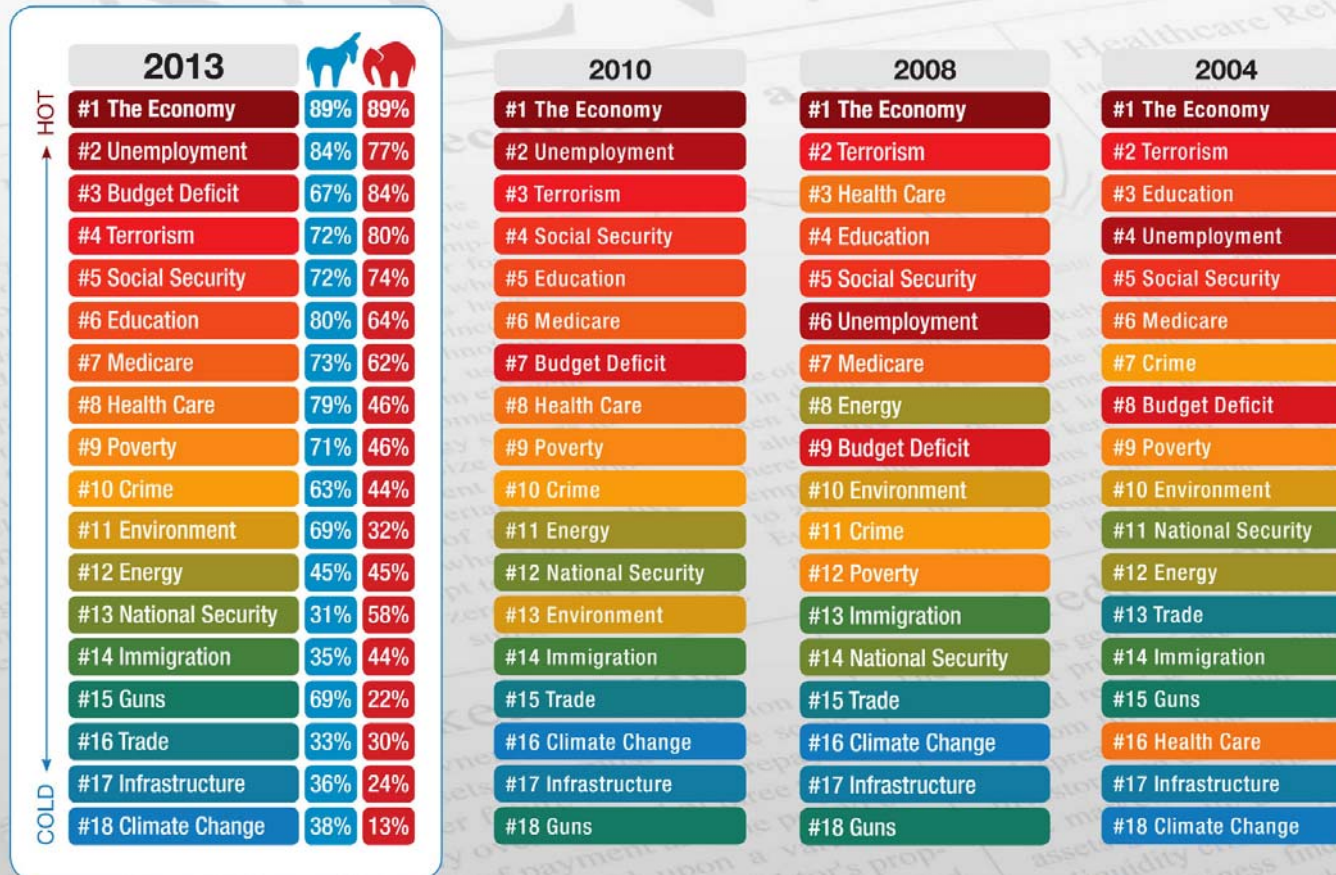 2013
HOT
#1 The Economy 89% 89%
#2 Unemployment 84% 77%
#3 Budget Deficit 67% 84%
#4 Terrorism 72% 80%
#5 Social Security 72% 74%
#6 Education 80% 64%
#7 Medicare 73% 62%
#8 Health Care 79% 46%
#9 Poverty 71% 46%
#10 Crime 63% 44%
#11 Environment 69% 32%
#12 Energy 45% 45%
#13 National Security 31% 58%
#14 Immigration 35% 44%
#15 Guns 69% 22%
#16 Trade 33% 30%
#17 Infrastructure 36% 24%
#18 Climate Change 38% 13%
COLD
2010
#1 The Economy
#2 Unemployment
#3 Terrorism
#4 Social Security
#5 Education
#6 Medicare
#7 Budget Deficit
#8 Health Care
#9 Poverty
#10 Crime
#11 Energy
#12 National Security
#13 Environment
#14 Immigration
#15 Trade
#16 Climate Change
#17 Infrastructure
#18 Guns
2008
#1 The Economy
#2 Terrorism
#3 Health Care
#4 Education
#5 Social Security
#6 Unemployment
#7 Medicare
#8 Energy
#9 Budget Deficit
#10 Environment
#11 Crime
#12 Poverty
#13 Immigration
#14 National Security
#15 Trade
#16 Climate Change
#17 Infrastructure
#18 Guns
2004
#1 The Economy
#2 Terrorism
#3 Education
#4 Unemployment
#5 Social Security
#6 Medicare
#7 Crime
#8 Budget Deficit
#9 Poverty
#10 Environment
#11 National Security
#12 Energy
#13 Trade
#14 Immigration
#15 Guns
#16 Health Care
#17 Infrastructure
#18 Climate Change